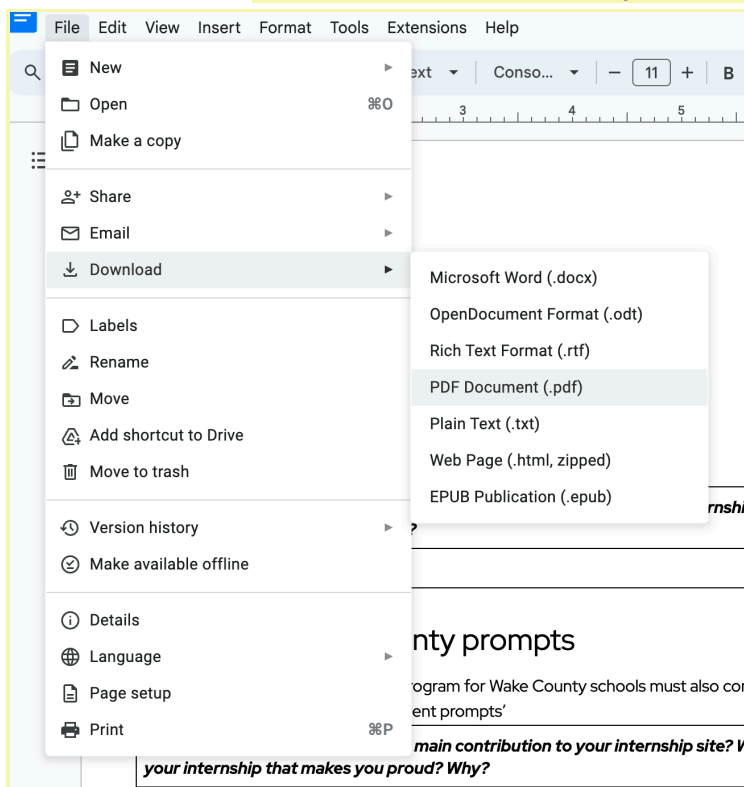 File Edit View Insert Format Tools Extensions Help
ext Conso... − 11 + B
3 4 5
New
Open ⌘O
Make a copy
Share
Email
Download
Microsoft Word (.docx)
OpenDocument Format (.odt)
Rich Text Format (.rtf)
PDF Document (.pdf)
Plain Text (.txt)
Web Page (.html, zipped)
EPUB Publication (.epub)
Labels
Rename
Move
Add shortcut to Drive
Move to trash
Version history
Make available offline
Details
Language
Page setup
Print ⌘P
rnshi
?
nty prompts
ogram for Wake County schools must also cor
ent prompts'
main contribution to your internship site? W
your internship that makes you proud? Why?